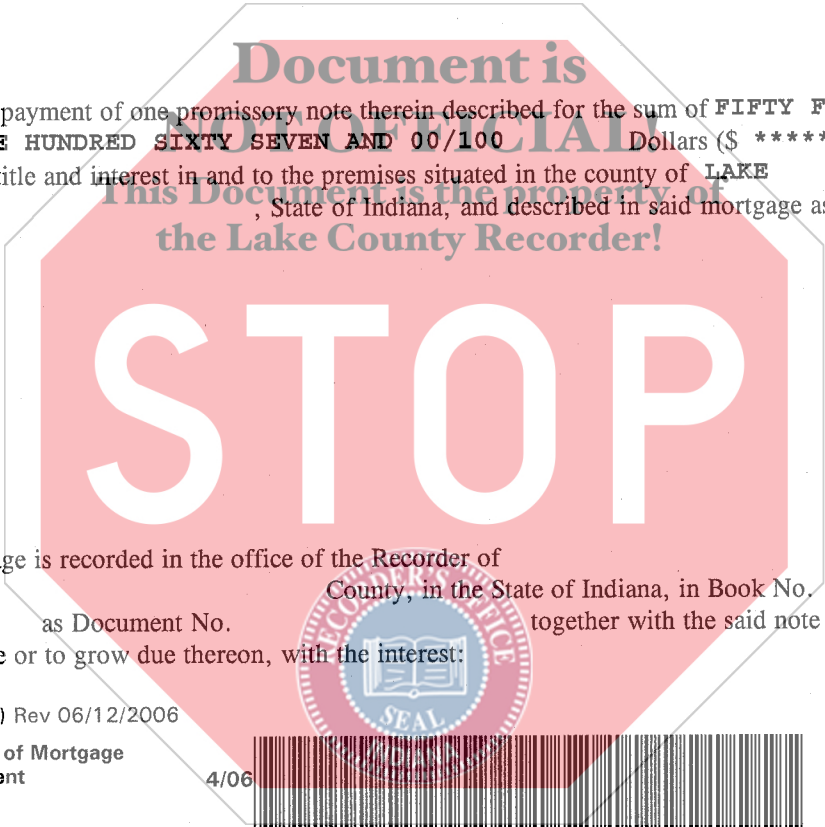 Document is
payment of one promissory note therein described for the sum of FIFTY F
NOT OFFICIAL!
E HUNDRED SIXTY SEVEN AND 00/100 Dollars ($ *****
title and interest in and to the premises situated in the county of LAKE
This Document is the property of
, State of Indiana, and described in said mortgage as
the Lake County Recorder!
STOP
ge is recorded in the office of the Recorder of
County, in the State of Indiana, in Book No.
as Document No. together with the said note
e or to grow due thereon, with the interest:
RECORDER'S OFFICE
SEAL
INDIANA
) Rev 06/12/2006
of Mortgage
ent 4/06